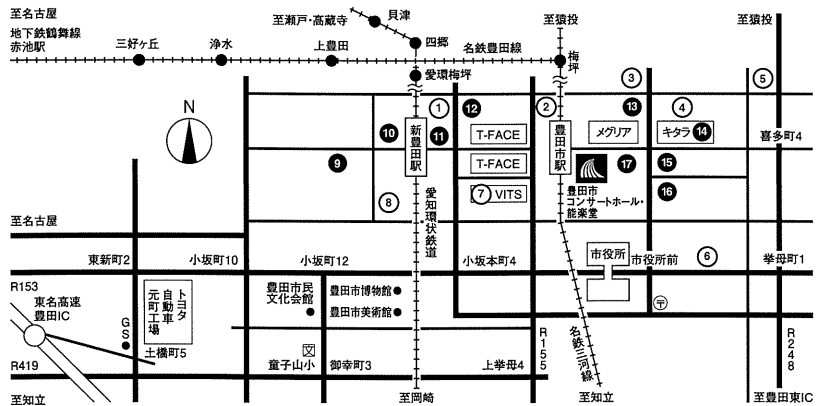 至名古屋
地下鉄鶴舞線
赤池駅
三好ヶ丘
浄水
上豊田
至瀬戸・高蔵寺
貝津
四郷
愛環梅坪
名鉄豊田線
至猿投
梅坪
至猿投
N
①
⑫
②
③
⑬
④
⑤
⑩
⑪
新豊田駅
T-FACE
豊田市駅
メグリア
キタラ⑭
喜多町4
⑨
T-FACE
⑰
⑮
⑧
愛知環状鉄道
⑦ VITS
豊田市
コンサートホール・
能楽堂
⑯
至名古屋
東新町2
小坂町10
小坂町12
小坂本町4
市役所
市役所前
⑥
挙母町1
R153
東名高速
豊田IC
トヨタ
自動車
元町工場
GS
土橋町5
豊田市民
文化会館
豊田市博物館
豊田市美術館
〒
R155
名鉄三河線
R248
R419
文
童子山小
御幸町3
上挙母4
至知立
至岡崎
至知立
至豊田東IC